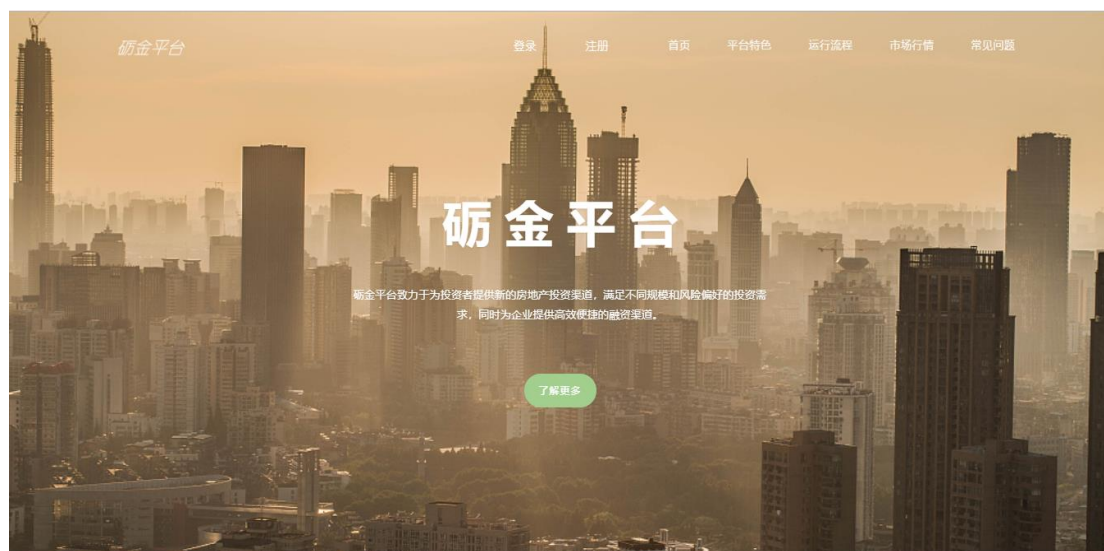 砺金平台
登录 注册 首页 平台特色 运行流程 市场行情 常见问题
砺金平台
砺金平台致力于为投资者提供新的房地产投资渠道，满足不同规模和风险偏好的投资需
求，同时为企业提供高效便捷的融资渠道。
了解更多